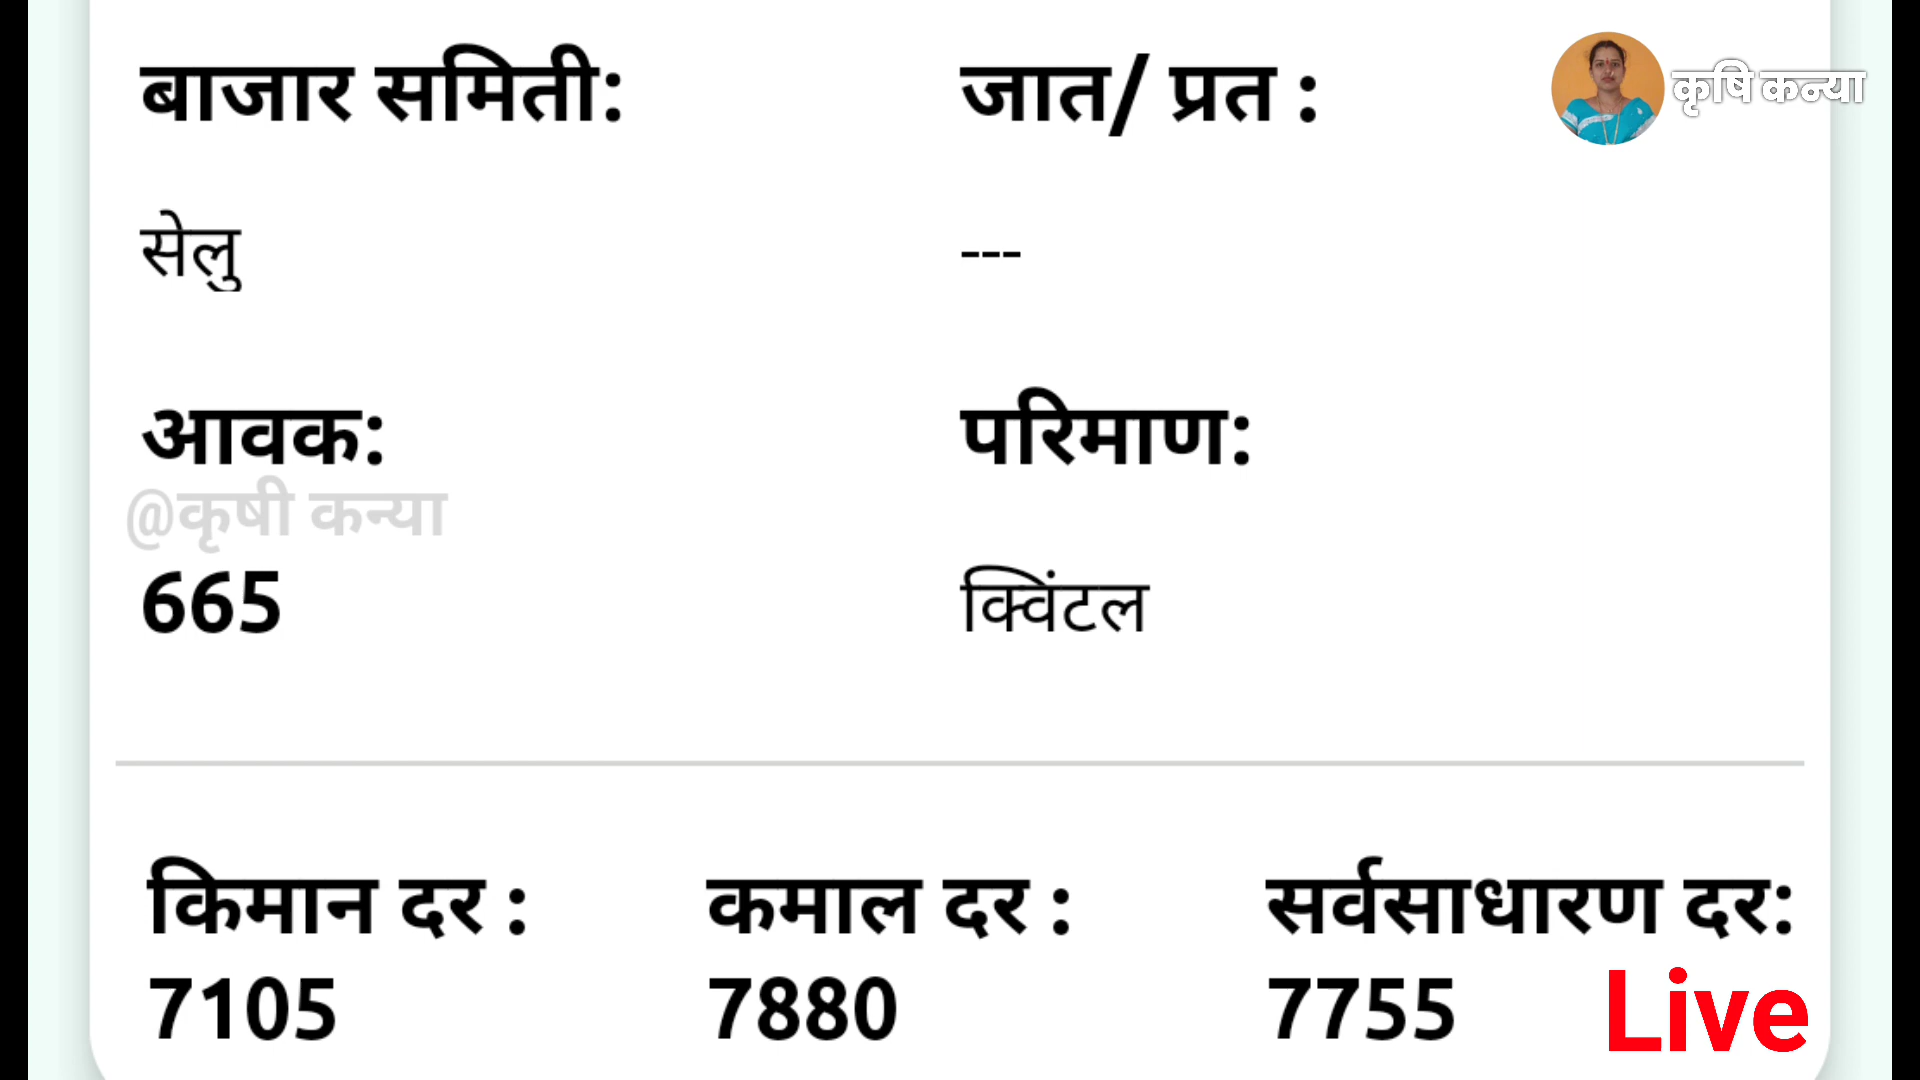 बाजार समिती:
जात/ प्रत :
कृषि कन्या
सेलु
---
आवक:
परिमाण:
@कृषी कन्या
665
क्विंटल
किमान दर :
कमाल दर :
सर्वसाधारण दर:
7105
7880
7755
Live